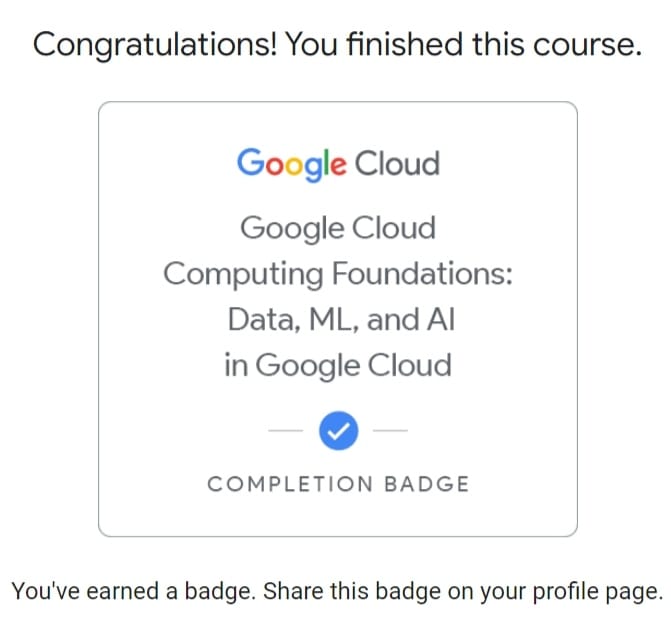 Congratulations! You finished this course.
Google Cloud
Google Cloud
Computing Foundations:
Data, ML, and AI
in Google Cloud
COMPLETION BADGE
You've earned a badge. Share this badge on your profile page.